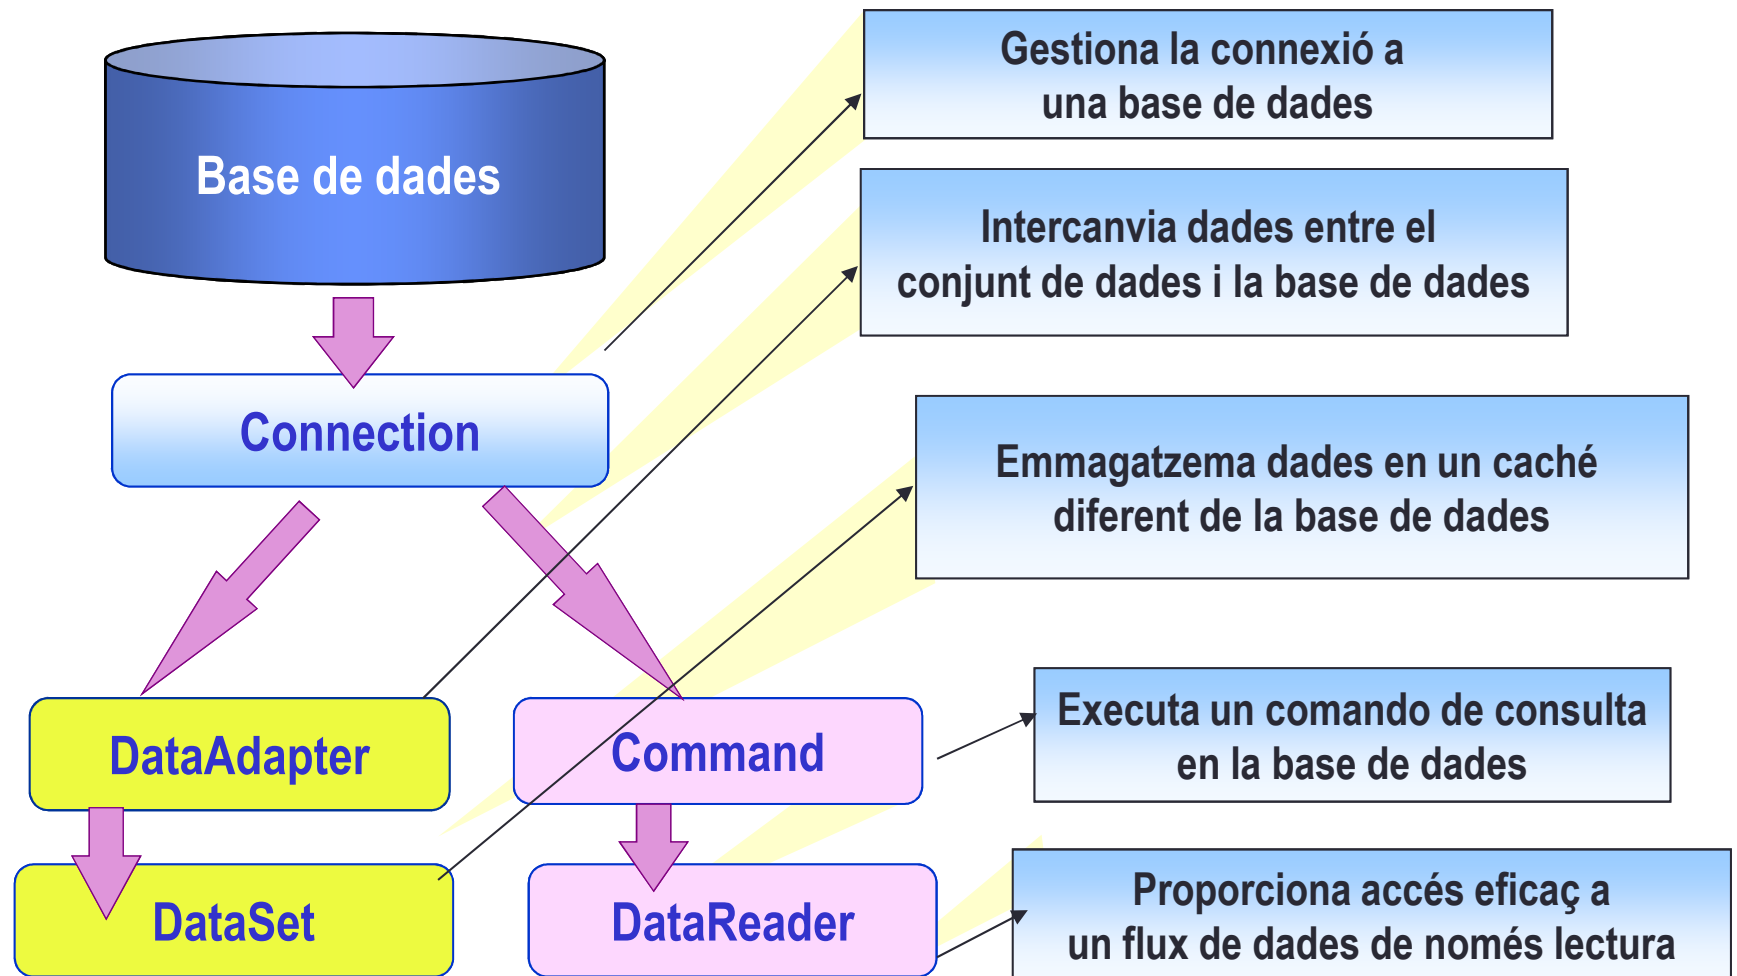 Gestiona la connexió a
una base de dades
Base de dades
Intercanvia dades entre el
conjunt de dades i la base de dades
Connection
Emmagatzema dades en un caché
diferent de la base de dades
DataAdapter
Command
Executa un comando de consulta
en la base de dades
DataSet
DataReader
Proporciona accés eficaç a
un flux de dades de només lectura